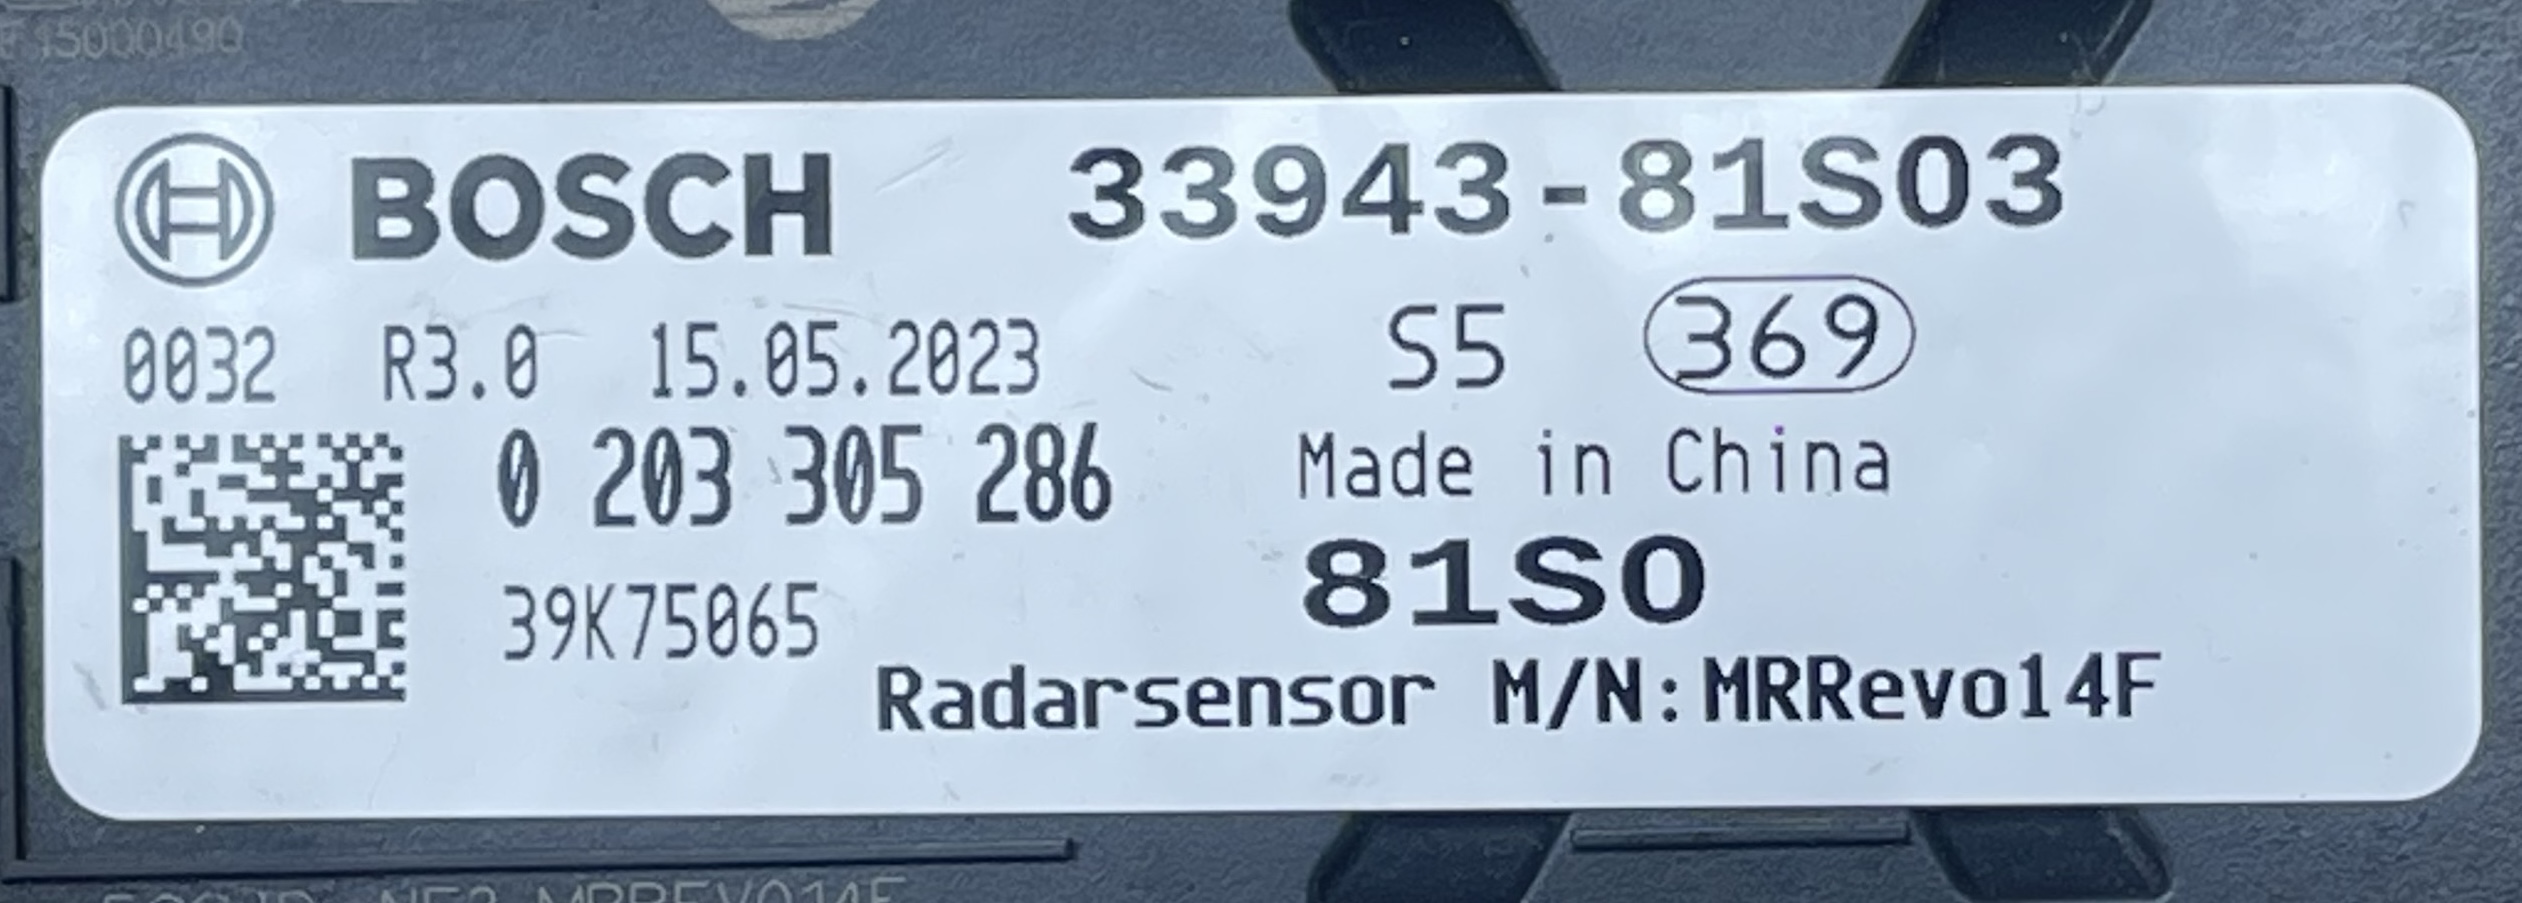 15000490
BOSCH 33943-81S03
0032 R3.0 15.05.2023 S5 369
0 203 305 286 Made in China
39K75065 81S0
Radarsensor M/N:MRRevo14F